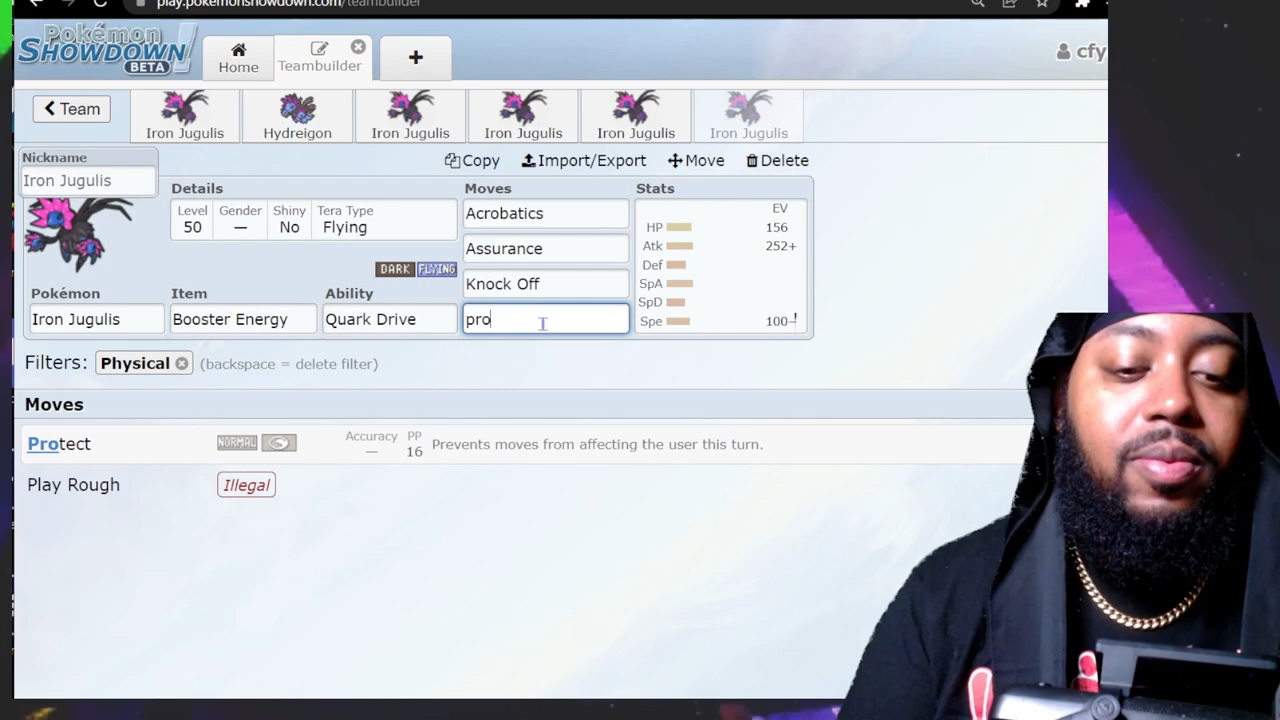 play.pokemonshowdown.com/teambuilder
Pokémon
SHOWDOWN!
BETA
Home
Teambuilder
+
cfy
Team
Iron Jugulis
Hydreigon
Iron Jugulis
Iron Jugulis
Iron Jugulis
Iron Jugulis
Copy
Import/Export
Move
Delete
Nickname
Iron Jugulis
Details
Level
50
Gender
—
Shiny
No
Tera Type
Flying
DARK FLYING
Pokémon
Iron Jugulis
Item
Booster Energy
Ability
Quark Drive
Moves
Acrobatics
Assurance
Knock Off
pro
Stats
EV
HP 156
Atk 252+
Def
SpA
SpD
Spe 100-
Filters: Physical (backspace = delete filter)
Moves
Protect NORMAL Accuracy — PP 16 Prevents moves from affecting the user this turn.
Play Rough Illegal